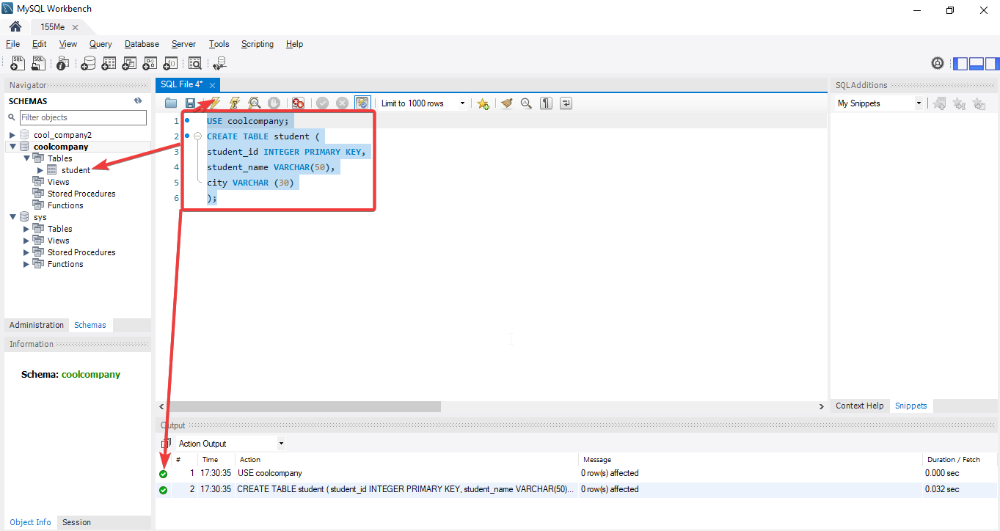 MySQL Workbench
155Me
File Edit View Query Database Server Tools Scripting Help
Navigator
SCHEMAS
Filter objects
cool_company2
coolcompany
Tables
student
Views
Stored Procedures
Functions
sys
Tables
Views
Stored Procedures
Functions
Administration Schemas
Information
Schema: coolcompany
Object Info Session
SQL File 4*
Limit to 1000 rows
1 USE coolcompany;
2 CREATE TABLE student (
3 student_id INTEGER PRIMARY KEY,
4 student_name VARCHAR(50),
5 city VARCHAR (30)
6 );
Output
Action Output
# Time Action Message Duration / Fetch
1 17:30:35 USE coolcompany 0 row(s) affected 0.000 sec
2 17:30:35 CREATE TABLE student ( student_id INTEGER PRIMARY KEY, student_name VARCHAR(50)... 0 row(s) affected 0.032 sec
SQLAdditions
My Snippets
Context Help Snippets